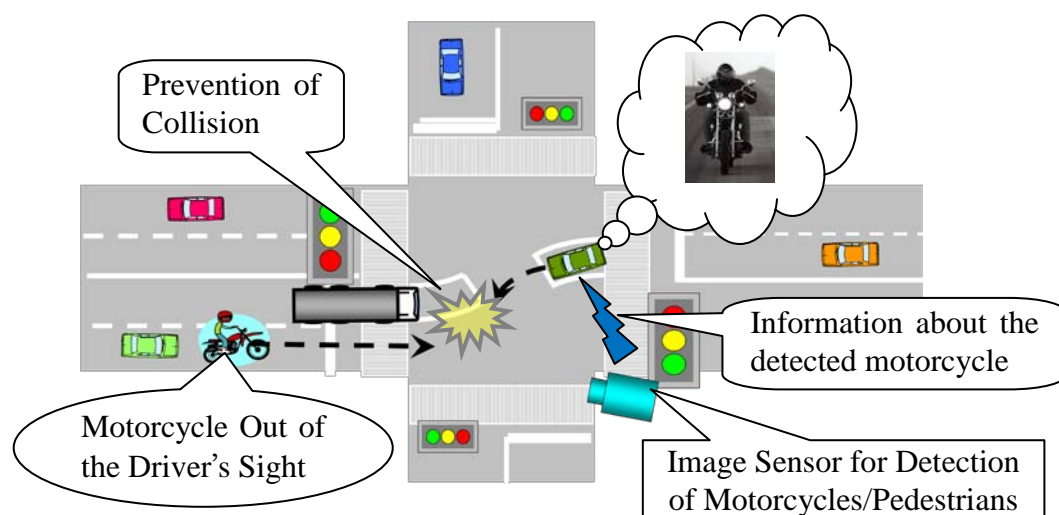 Prevention of
Collision
Information about the
detected motorcycle
Motorcycle Out of
the Driver’s Sight
Image Sensor for Detection
of Motorcycles/Pedestrians